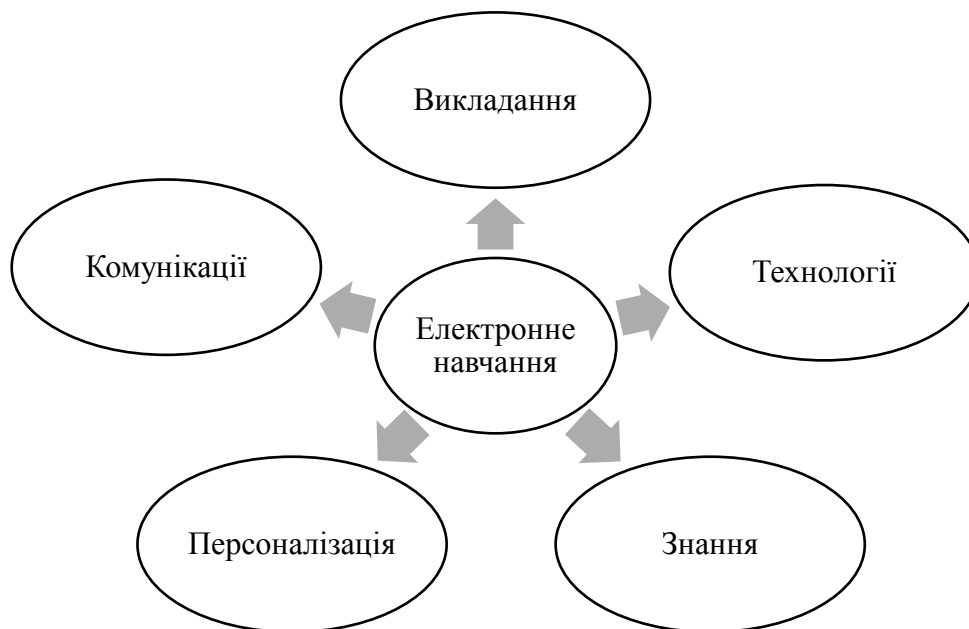 Викладання
Комунікації
Технології
Електронне
навчання
Персоналізація
Знання